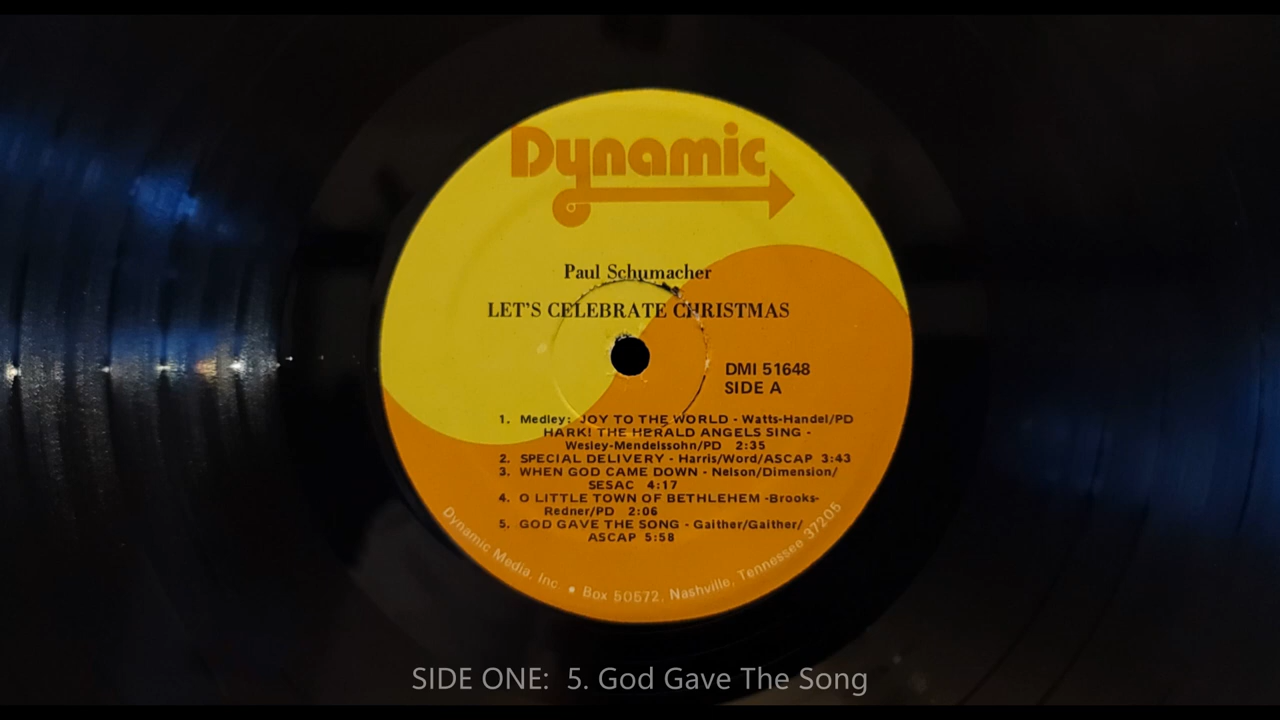 Dynamic
Paul Schumacher
LET'S CELEBRATE CHRISTMAS
DMI 51648
SIDE A
1. Medley: JOY TO THE WORLD - Watts-Handel/PD
HARK! THE HERALD ANGELS SING -
Wesley-Mendelssohn/PD 2:35
2. SPECIAL DELIVERY - Harris/Word/ASCAP 3:43
3. WHEN GOD CAME DOWN - Nelson/Dimension/
SESAC 4:17
4. O LITTLE TOWN OF BETHLEHEM -Brooks-
Redner/PD 2:06
5. GOD GAVE THE SONG - Gaither/Gaither/
ASCAP 5:58
Dynamic Media, Inc. • Box 50672, Nashville, Tennessee 37205
SIDE ONE: 5. God Gave The Song